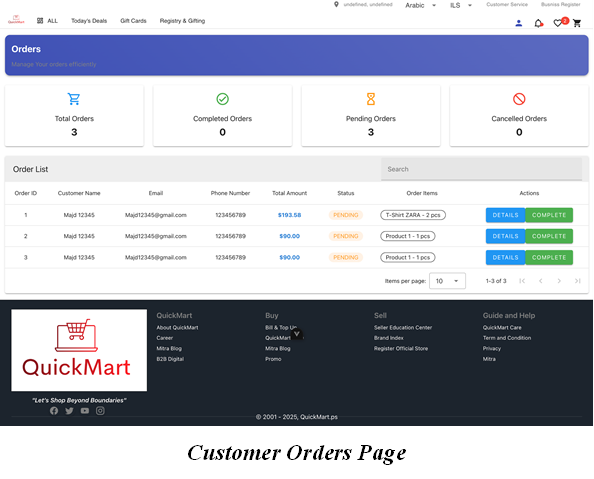 undefined, undefined Arabic ILS Customer Service Busniss Register
QuickMart ALL Today's Deals Gift Cards Registry & Gifting 2
Orders
Manage Your orders efficiently
Total Orders Completed Orders Pending Orders Cancelled Orders
3 0 3 0
Order List Search
Order ID Customer Name Email Phone Number Total Amount Status Order Items Actions
1 Majd 12345 Majd12345@gmail.com 123456789 $193.58 PENDING T-Shirt ZARA - 2 pcs DETAILS COMPLETE
2 Majd 12345 Majd12345@gmail.com 123456789 $90.00 PENDING Product 1 - 1 pcs DETAILS COMPLETE
3 Majd 12345 Majd12345@gmail.com 123456789 $90.00 PENDING Product 1 - 1 pcs DETAILS COMPLETE
Items per page: 10 1-3 of 3
QuickMart Buy Sell Guide and Help
About QuickMart Bill & Top Up Seller Education Center QuickMart Care
Career QuickMart Brand Index Term and Condition
Mitra Blog Mitra Blog Register Official Store Privacy
B2B Digital Promo Mitra
QuickMart
"Let's Shop Beyond Boundaries"
© 2001 - 2025, QuickMart.ps
Customer Orders Page